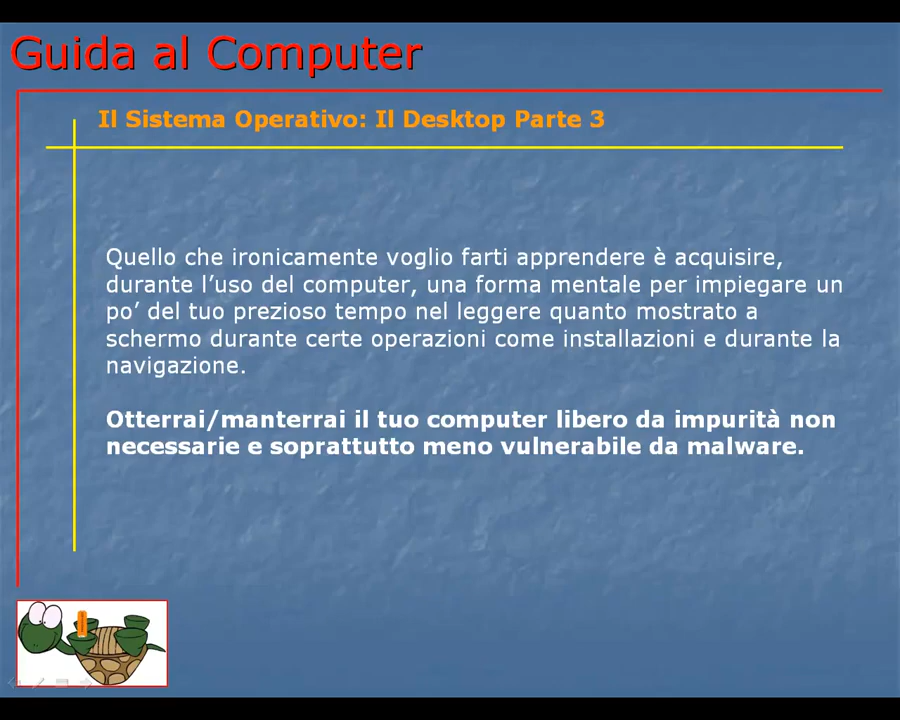 Guida al Computer
Il Sistema Operativo: Il Desktop Parte 3
Quello che ironicamente voglio farti apprendere è acquisire,
durante l’uso del computer, una forma mentale per impiegare un
po’ del tuo prezioso tempo nel leggere quanto mostrato a
schermo durante certe operazioni come installazioni e durante la
navigazione.
Otterrai/manterrai il tuo computer libero da impurità non
necessarie e soprattutto meno vulnerabile da malware.